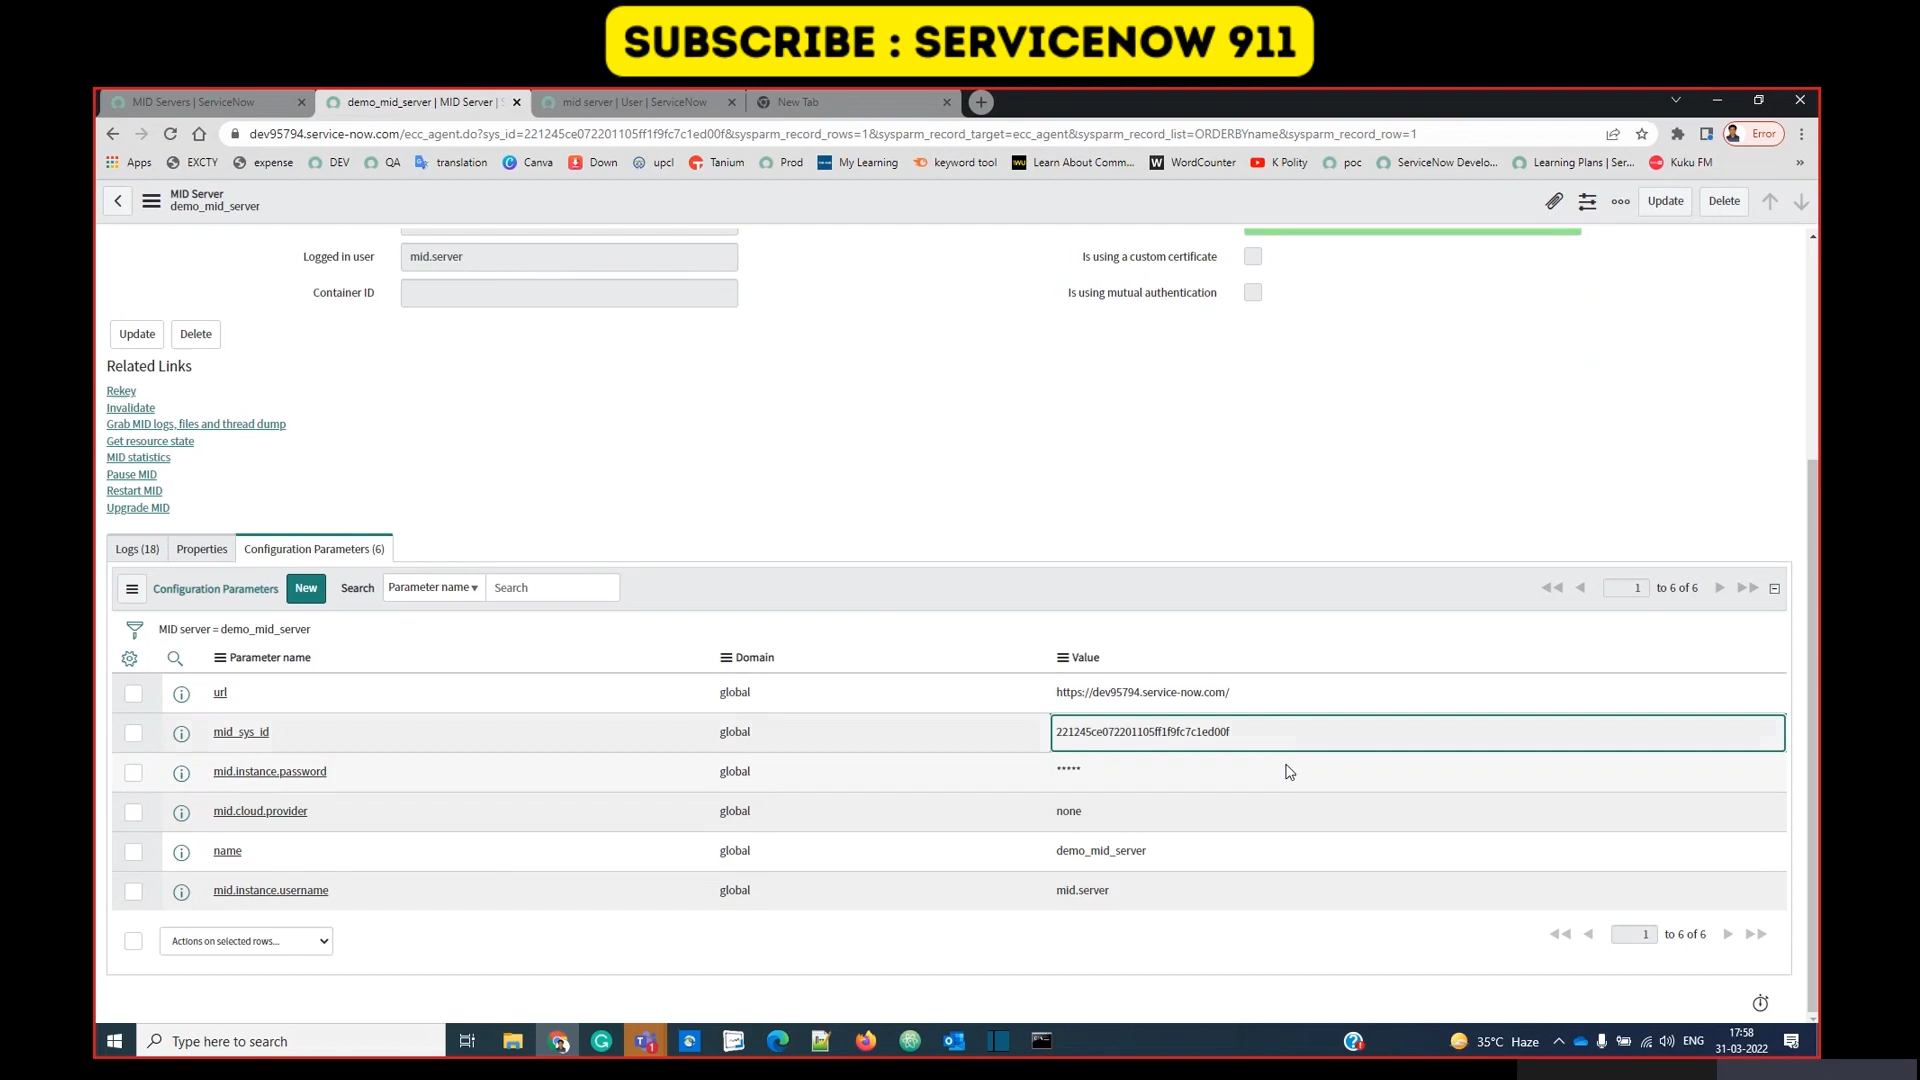 SUBSCRIBE : SERVICENOW 911
MID Servers | ServiceNow
demo_mid_server | MID Server | S
mid server | User | ServiceNow
New Tab
dev95794.service-now.com/ecc_agent.do?sys_id=221245ce072201105ff1f9fc7c1ed00f&sysparm_record_rows=1&sysparm_record_target=ecc_agent&sysparm_record_list=ORDERBYname&sysparm_record_row=1
Error
Apps EXCTY expense DEV QA translation Canva Down upcl Tanium Prod My Learning keyword tool Learn About Comm... WordCounter K Polity poc ServiceNow Develo... Learning Plans | Ser... Kuku FM »
MID Server
demo_mid_server
Update Delete
Logged in user mid.server
Is using a custom certificate
Container ID
Is using mutual authentication
Update Delete
Related Links
Rekey
Invalidate
Grab MID logs, files and thread dump
Get resource state
MID statistics
Pause MID
Restart MID
Upgrade MID
Logs (18) Properties Configuration Parameters (6)
Configuration Parameters New Search Parameter name Search 1 to 6 of 6
MID server = demo_mid_server
Parameter name Domain Value
url global https://dev95794.service-now.com/
mid_sys_id global 221245ce072201105ff1f9fc7c1ed00f
mid.instance.password global *****
mid.cloud.provider global none
name global demo_mid_server
mid.instance.username global mid.server
Actions on selected rows... 1 to 6 of 6
Type here to search
35°C Haze
ENG
17:58
31-03-2022